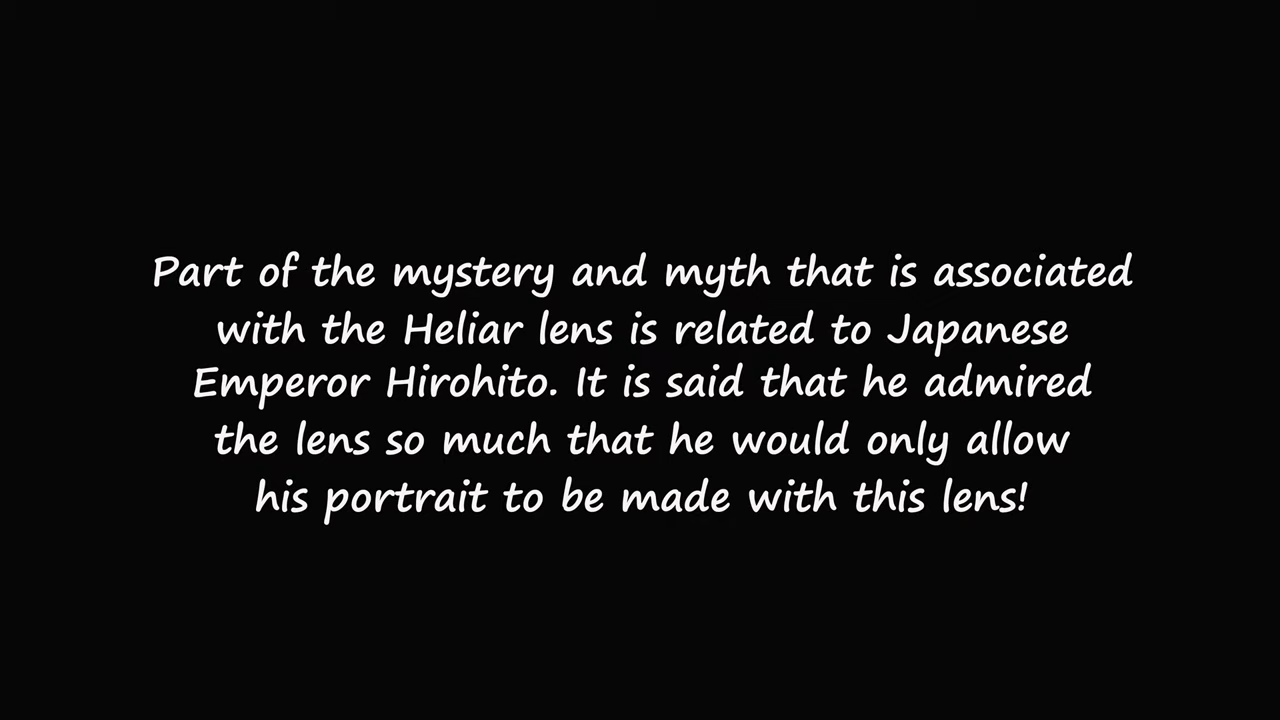 Part of the mystery and myth that is associated
with the Heliar lens is related to Japanese
Emperor Hirohito. It is said that he admired
the lens so much that he would only allow
his portrait to be made with this lens!